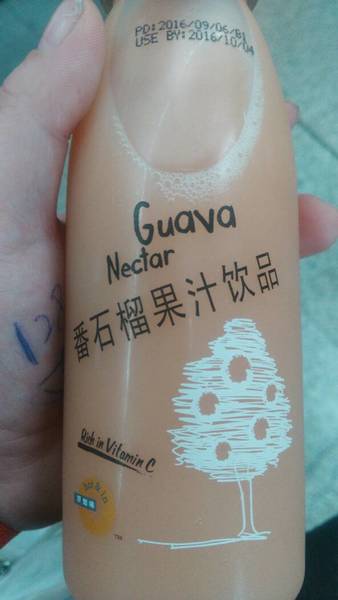 PD:2016/09/06/B1
USE BY:2016/10/04
Guava
Nectar
番石榴果汁饮品
Rich in Vitamin C
TM